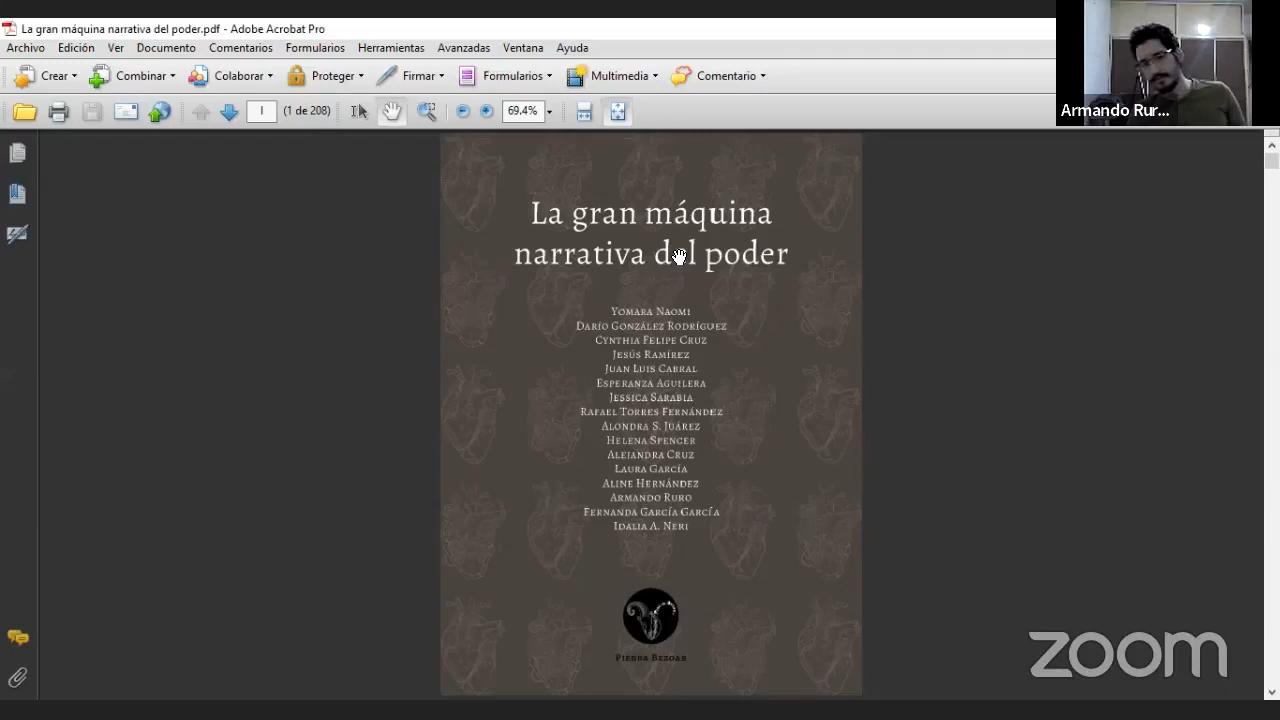 La gran máquina narrativa del poder.pdf - Adobe Acrobat Pro
Archivo Edición Ver Documento Comentarios Formularios Herramientas Avanzadas Ventana Ayuda
Crear Combinar Colaborar Proteger Firmar Formularios Multimedia Comentario
I (1 de 208) 69.4%
Armando Rur...
La gran máquina
narrativa del poder
Yomara Naomi
Darío González Rodríguez
Cynthia Felipe Cruz
Jesús Ramírez
Juan Luis Cabral
Esperanza Aguilera
Jessica Sarabia
Rafael Torres Fernández
Alondra S. Juárez
Helena Spencer
Alejandra Cruz
Laura García
Aline Hernández
Armando Ruro
Fernanda García García
Idalia A. Neri
Piedra Bezoar
zoom